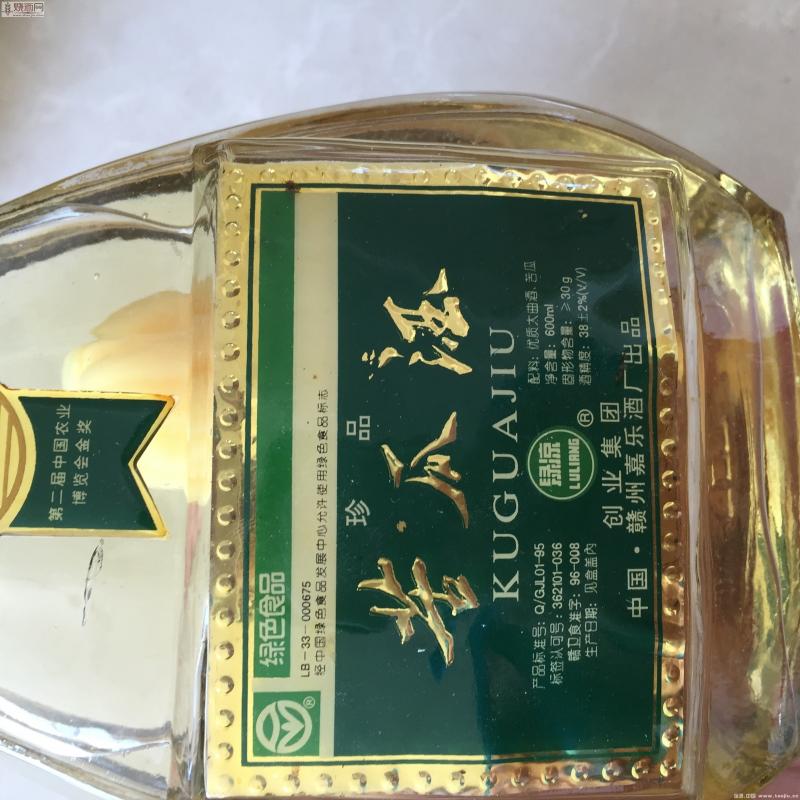 第二届中国农业
博览会金奖
绿色食品
LB-33-000675
经中国绿色食品发展中心允许使用绿色食品标志
珍品
苦·瓜酒
KUGUAJIU
产品标准号: Q/GJL01-95
标签认可号: 362101-036
赣卫食准字: 96-008
生产日期: 见盒盖内
绿凉
LULIANG
®
配料: 优质大曲酒、苦瓜
净含量: 600ml
固形物含量: ≥30g
酒精度: 38±2%(V/V)
创业集团
中国·赣州嘉乐酒厂出品
®